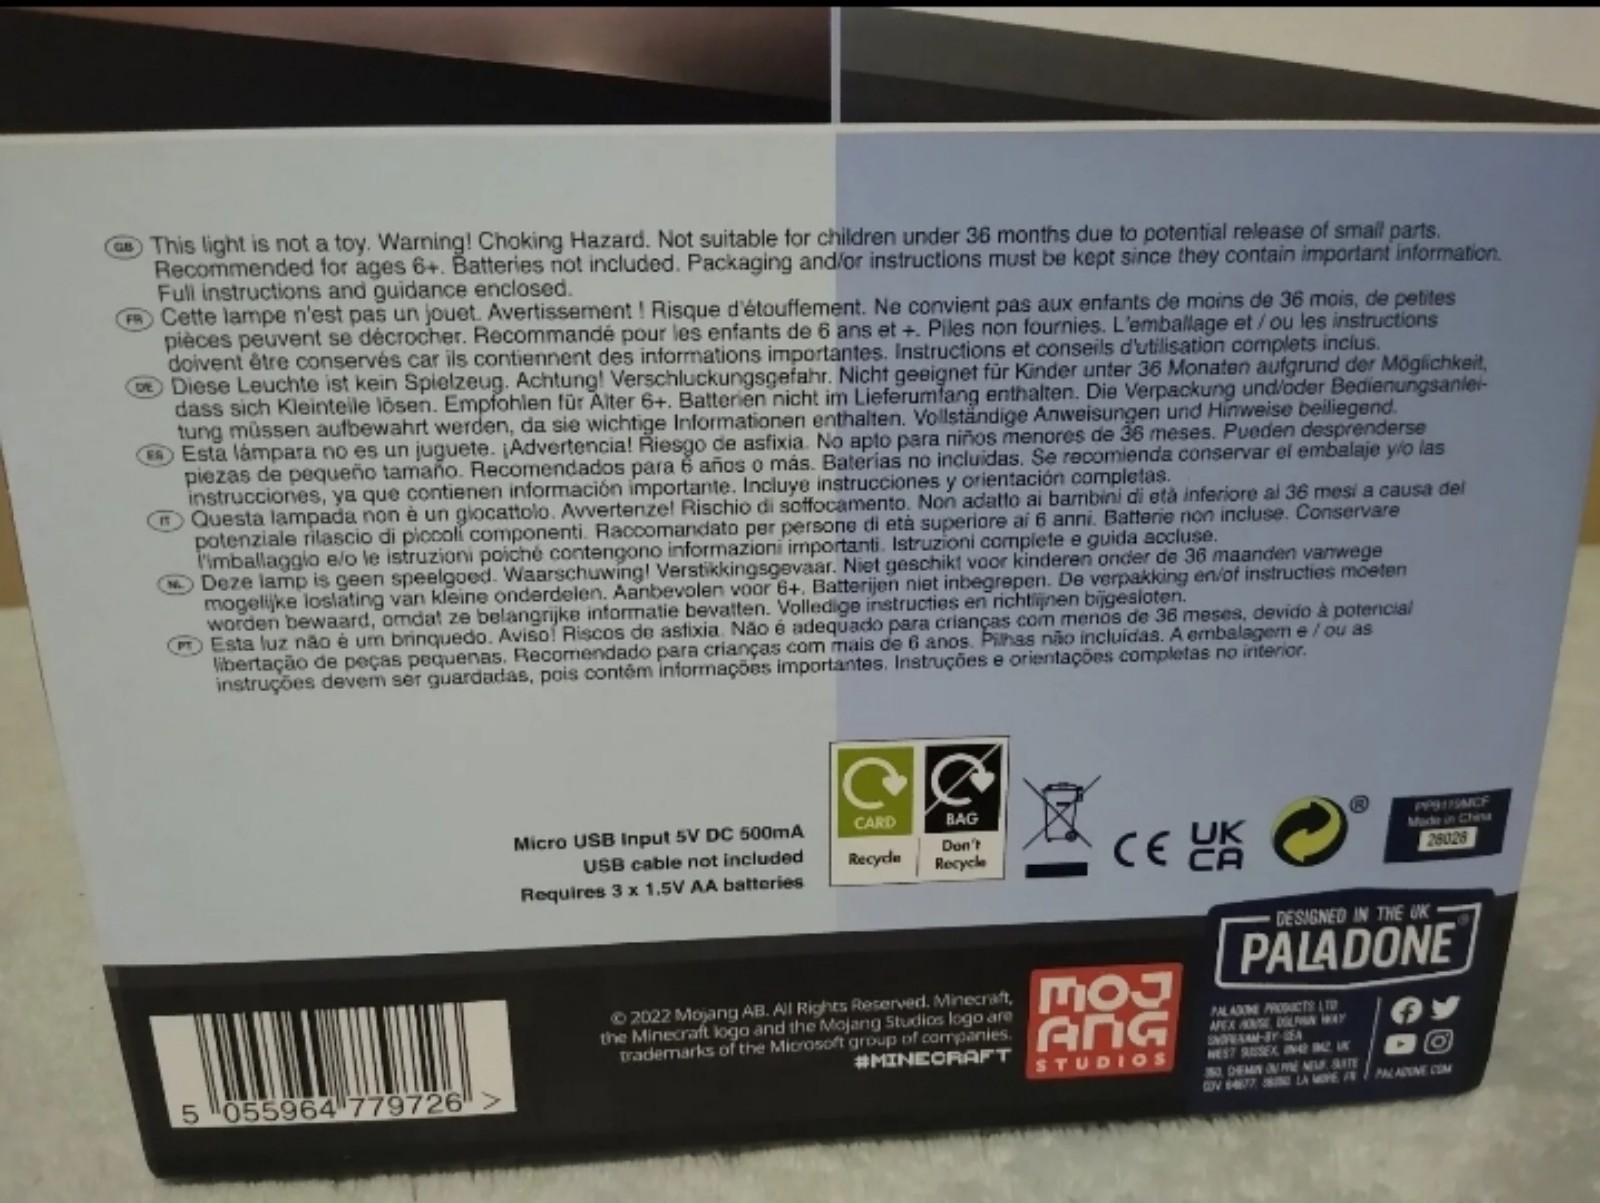 GB This light is not a toy. Warning! Choking Hazard. Not suitable for children under 36 months due to potential release of small parts.
Recommended for ages 6+. Batteries not included. Packaging and/or instructions must be kept since they contain important information.
Full instructions and guidance enclosed.
FR Cette lampe n'est pas un jouet. Avertissement ! Risque d'étouffement. Ne convient pas aux enfants de moins de 36 mois, de petites
pièces peuvent se décrocher. Recommandé pour les enfants de 6 ans et +. Piles non fournies. L'emballage et / ou les instructions
doivent être conservés car ils contiennent des informations importantes. Instructions et conseils d'utilisation complets inclus.
DE Diese Leuchte ist kein Spielzeug. Achtung! Verschluckungsgefahr. Nicht geeignet für Kinder unter 36 Monaten aufgrund der Möglichkeit,
dass sich Kleinteile lösen. Empfohlen für Alter 6+. Batterien nicht im Lieferumfang enthalten. Die Verpackung und/oder Bedienungsanlei-
tung müssen aufbewahrt werden, da sie wichtige Informationen enthalten. Vollständige Anweisungen und Hinweise beiliegend.
ES Esta lámpara no es un juguete. ¡Advertencia! Riesgo de asfixia. No apto para niños menores de 36 meses. Pueden desprenderse
piezas de pequeño tamaño. Recomendados para 6 años o más. Baterías no incluidas. Se recomienda conservar el embalaje y/o las
instrucciones, ya que contienen información importante. Incluye instrucciones y orientación completas.
IT Questa lampada non è un giocattolo. Avvertenze! Rischio di soffocamento. Non adatto ai bambini di età inferiore ai 36 mesi a causa del
potenziale rilascio di piccoli componenti. Raccomandato per persone di età superiore ai 6 anni. Batterie non incluse. Conservare
l'imballaggio e/o le istruzioni poiché contengono informazioni importanti. Istruzioni complete e guida accluse.
NL Deze lamp is geen speelgoed. Waarschuwing! Verstikkingsgevaar. Niet geschikt voor kinderen onder de 36 maanden vanwege
mogelijke loslating van kleine onderdelen. Aanbevolen voor 6+. Batterijen niet inbegrepen. De verpakking en/of instructies moeten
worden bewaard, omdat ze belangrijke informatie bevatten. Volledige instructies en richtlijnen bijgesloten.
PT Esta luz não é um brinquedo. Aviso! Riscos de asfixia. Não é adequado para crianças com menos de 36 meses, devido à potencial
libertação de peças pequenas. Recomendado para crianças com mais de 6 anos. Pilhas não incluídas. A embalagem e / ou as
instruções devem ser guardadas, pois contêm informações importantes. Instruções e orientações completas no interior.
Micro USB Input 5V DC 500mA
USB cable not included
Requires 3 x 1.5V AA batteries
CARD
Recycle
BAG
Don't
Recycle
CE
UK
CA
®
PP9119MCF
Made in China
28028
DESIGNED IN THE UK
PALADONE®
PALADONE PRODUCTS LTD
APEX HOUSE, DOLPHIN WAY
SHOREHAM-BY-SEA
WEST SUSSEX, BN43 6NZ, UK
PALADONE.COM
© 2022 Mojang AB. All Rights Reserved. Minecraft,
the Minecraft logo and the Mojang Studios logo are
trademarks of the Microsoft group of companies.
#MINECRAFT
MOJ
ANG
STUDIOS
5 055964 779726 >